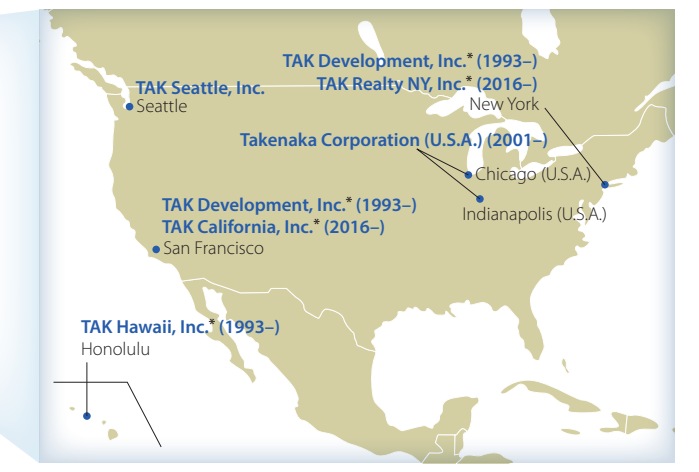 TAK Development, Inc.* (1993–)
TAK Realty NY, Inc.* (2016–)
New York
TAK Seattle, Inc.
Seattle
Takenaka Corporation (U.S.A.) (2001–)
Chicago (U.S.A.)
Indianapolis (U.S.A.)
TAK Development, Inc.* (1993–)
TAK California, Inc.* (2016–)
San Francisco
TAK Hawaii, Inc.* (1993–)
Honolulu